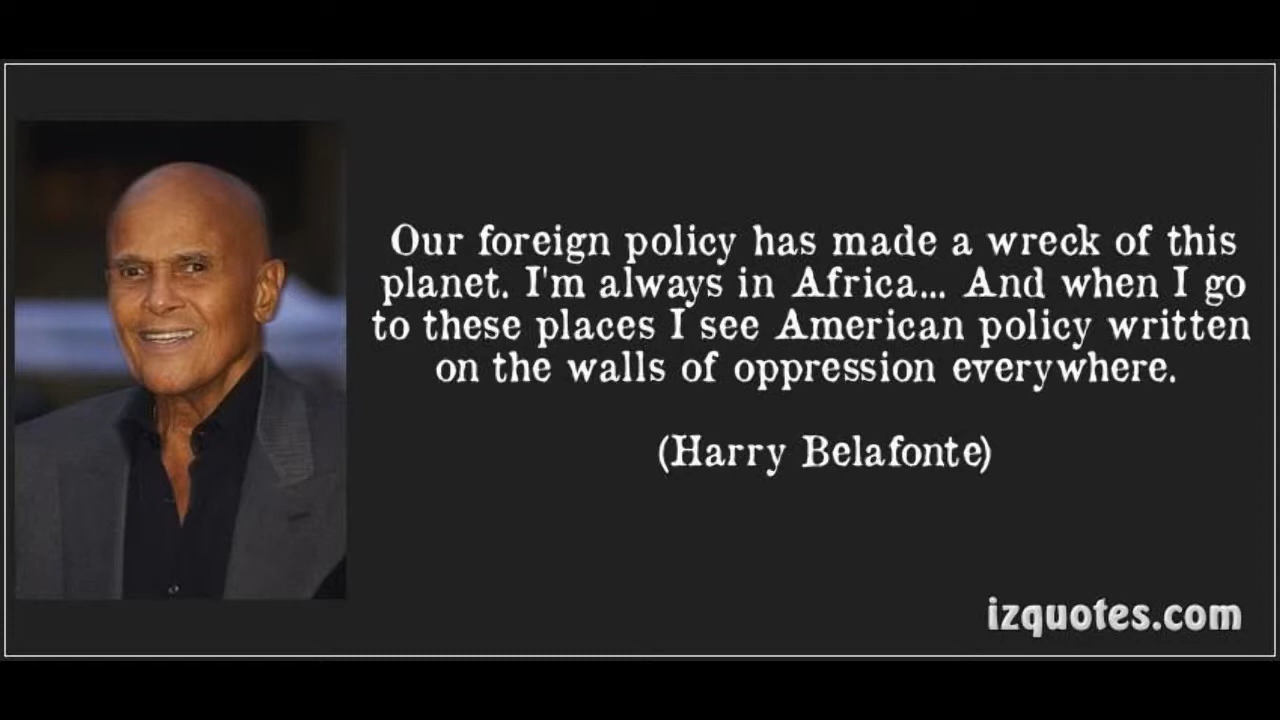 Our foreign policy has made a wreck of this
planet. I'm always in Africa... And when I go
to these places I see American policy written
on the walls of oppression everywhere.
(Harry Belafonte)
izquotes.com